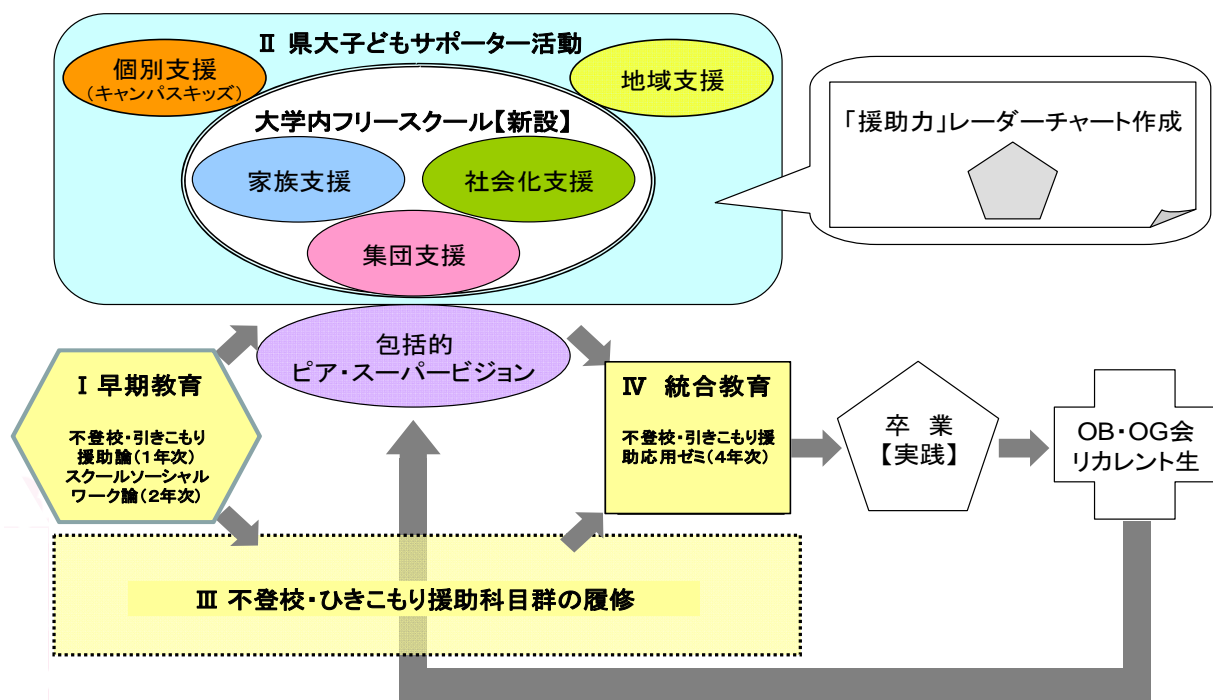 Ⅱ 県大子どもサポーター活動
個別支援
(キャンパスキッズ)
地域支援
大学内フリースクール【新設】
家族支援
社会化支援
集団支援
「援助力」レーダーチャート作成
包括的
ピア・スーパービジョン
Ⅰ 早期教育
不登校・引きこもり
援助論(1年次)
スクールソーシャル
ワーク論(2年次)
Ⅳ 統合教育
不登校・引きこもり援
助応用ゼミ(4年次)
卒 業
【実践】
OB・OG会
リカレント生
Ⅲ 不登校・ひきこもり援助科目群の履修